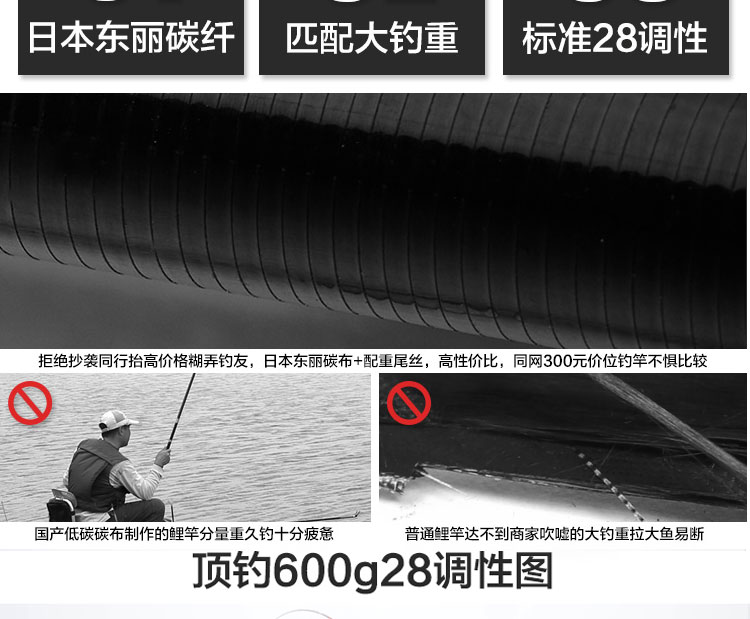 日本东丽碳纤
匹配大钓重
标准28调性
拒绝抄袭同行抬高价格糊弄钓友，日本东丽碳布+配重尾丝，高性价比，同网300元价位钓竿不惧比较
国产低碳碳布制作的鲤竿分量重久钓十分疲惫
普通鲤竿达不到商家吹嘘的大钓重拉大鱼易断
顶钓600g28调性图